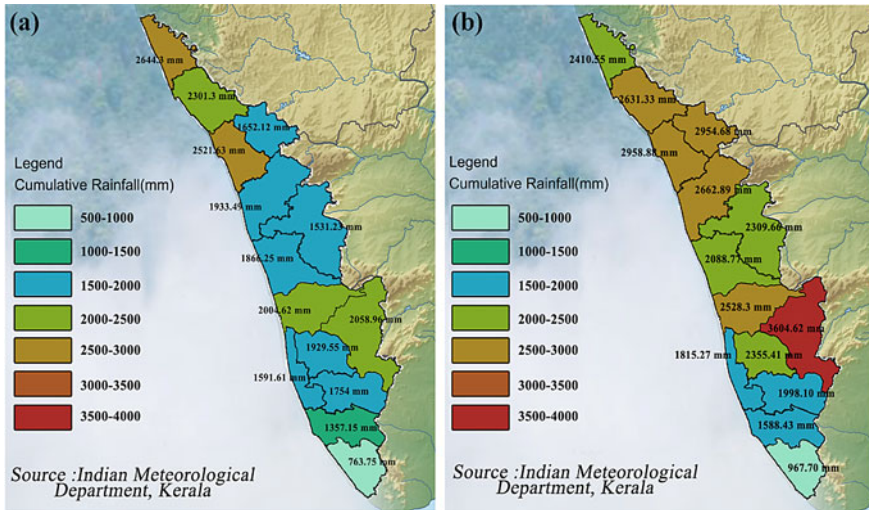 (a)
2644.3 mm
2301.3 mm
1652.12 mm
2521.63 mm
Legend
Cumulative Rainfall(mm)
1933.49 mm
1531.23 mm
500-1000
1866.25 mm
1000-1500
1500-2000
2004.62 mm
2058.96 mm
2000-2500
1929.55 mm
2500-3000
1591.61 mm
1754 mm
3000-3500
3500-4000
1357.15 mm
763.75 mm
Source :Indian Meteorological
Department, Kerala
(b)
2410.55 mm
2631.33 mm
2954.68 mm
2958.88 mm
Legend
Cumulative Rainfall(mm)
2662.89 mm
500-1000
2309.66 mm
1000-1500
2088.77 mm
1500-2000
2528.3 mm
2000-2500
3604.62 mm
1815.27 mm
2355.41 mm
2500-3000
3000-3500
1998.10 mm
3500-4000
1588.43 mm
967.70 mm
Source :Indian Meteorological
Department, Kerala